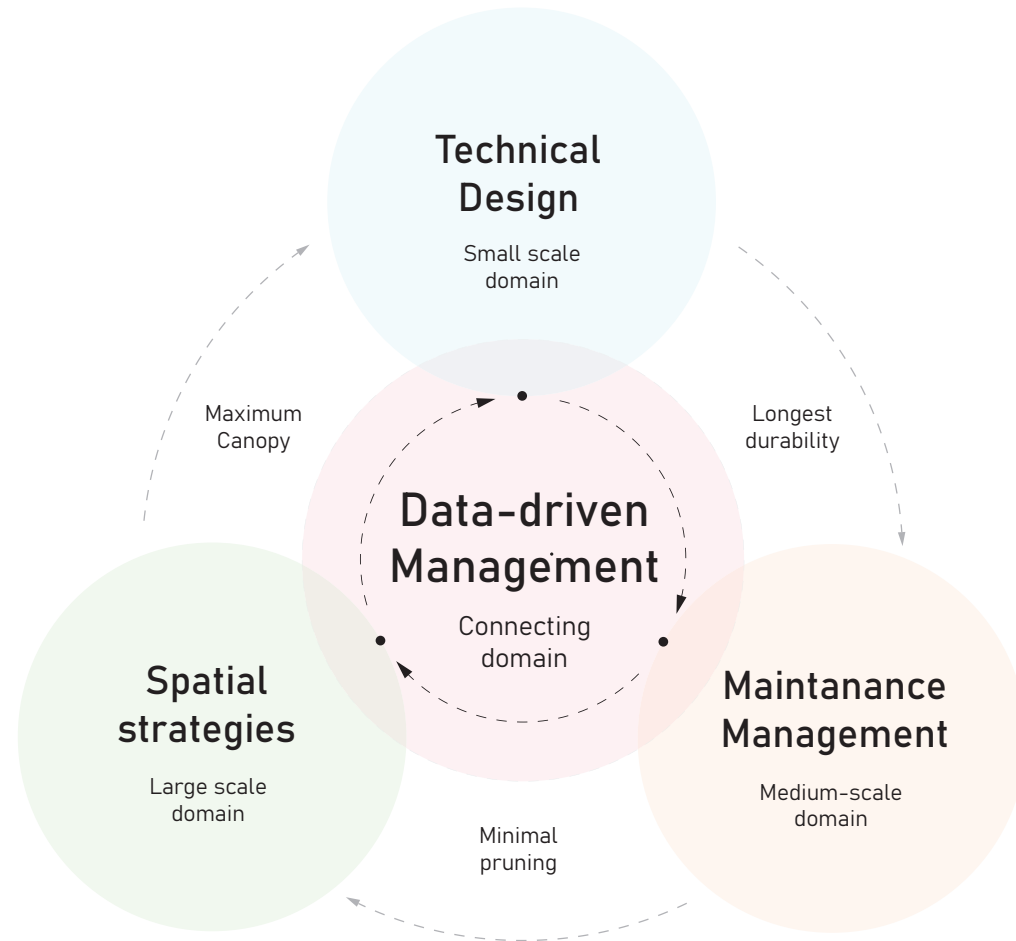 Technical
Design
Small scale
domain
Maximum
Canopy
Longest
durability
Data-driven
Management
Connecting
domain
Spatial
strategies
Large scale
domain
Maintanance
Management
Medium-scale
domain
Minimal
pruning